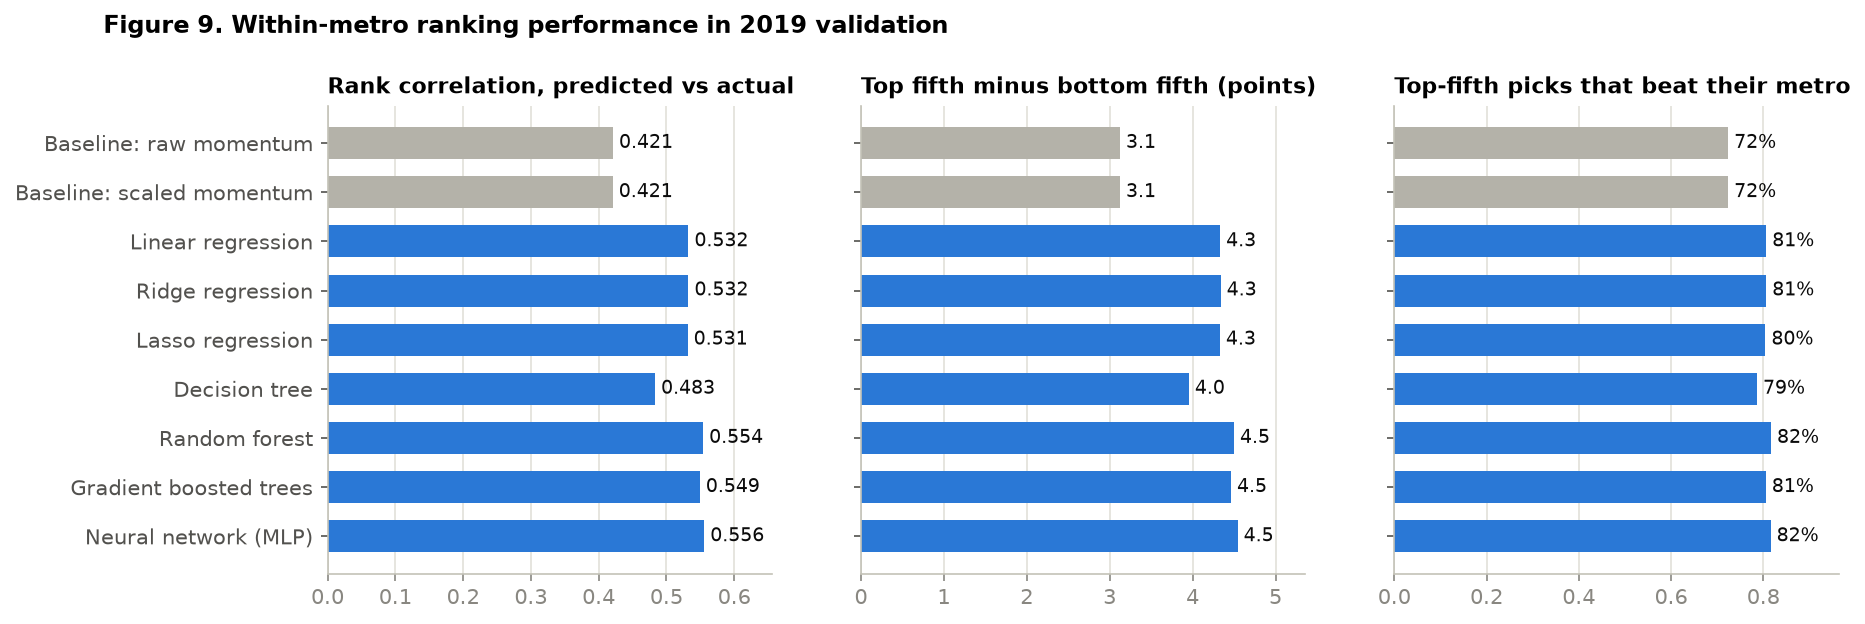 Figure 9. Within-metro ranking performance in 2019 validation
Rank correlation, predicted vs actual
Top fifth minus bottom fifth (points)
Top-fifth picks that beat their metro
Baseline: raw momentum 0.421 3.1 72%
Baseline: scaled momentum 0.421 3.1 72%
Linear regression 0.532 4.3 81%
Ridge regression 0.532 4.3 81%
Lasso regression 0.531 4.3 80%
Decision tree 0.483 4.0 79%
Random forest 0.554 4.5 82%
Gradient boosted trees 0.549 4.5 81%
Neural network (MLP) 0.556 4.5 82%
0.0 0.1 0.2 0.3 0.4 0.5 0.6
0 1 2 3 4 5
0.0 0.2 0.4 0.6 0.8